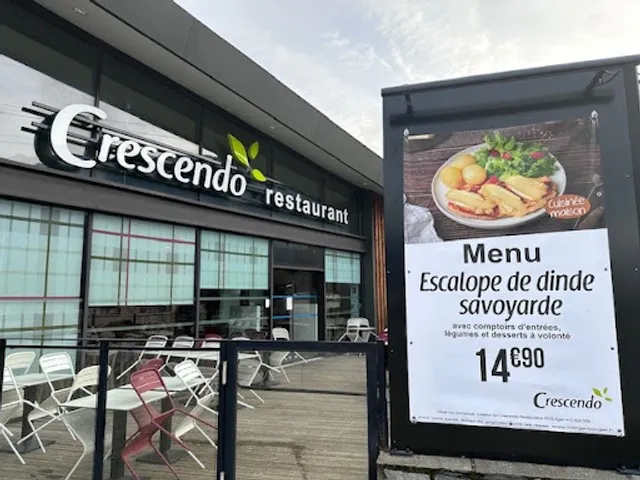 Crescendo restaurant
Cuisinée
maison
Menu
Escalope de dinde
savoyarde
avec comptoirs d'entrées,
légumes et desserts à volonté
14€90
Crescendo